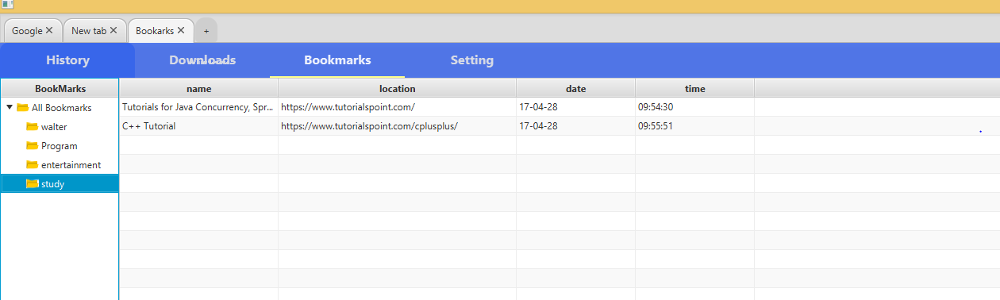 Google New tab Bookarks +
History Downloads Bookmarks Setting
BookMarks name location date time
All Bookmarks Tutorials for Java Concurrency, Spr... https://www.tutorialspoint.com/ 17-04-28 09:54:30
walter C++ Tutorial https://www.tutorialspoint.com/cplusplus/ 17-04-28 09:55:51
Program
entertainment
study